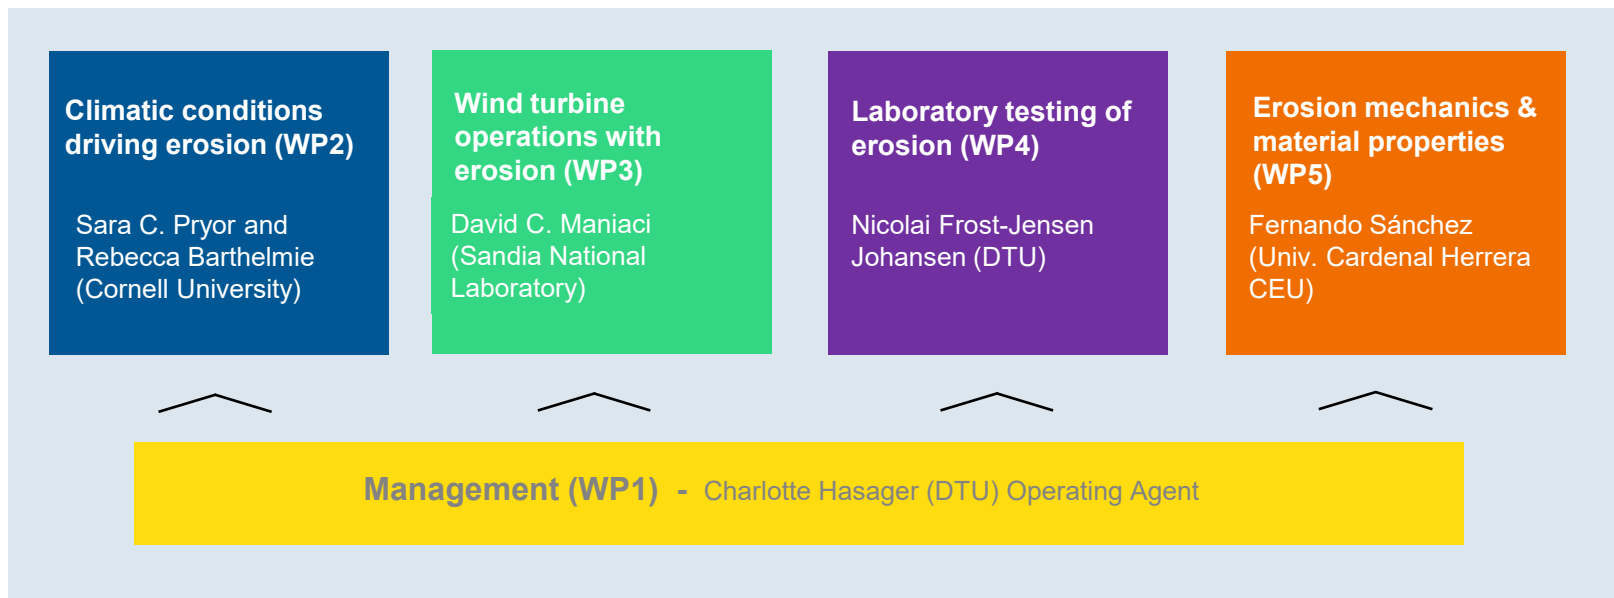 Climatic conditions
driving erosion (WP2)
Sara C. Pryor and
Rebecca Barthelmie
(Cornell University)
Wind turbine
operations with
erosion (WP3)
David C. Maniaci
(Sandia National
Laboratory)
Laboratory testing of
erosion (WP4)
Nicolai Frost-Jensen
Johansen (DTU)
Erosion mechanics &
material properties
(WP5)
Fernando Sánchez
(Univ. Cardenal Herrera
CEU)
Management (WP1) - Charlotte Hasager (DTU) Operating Agent